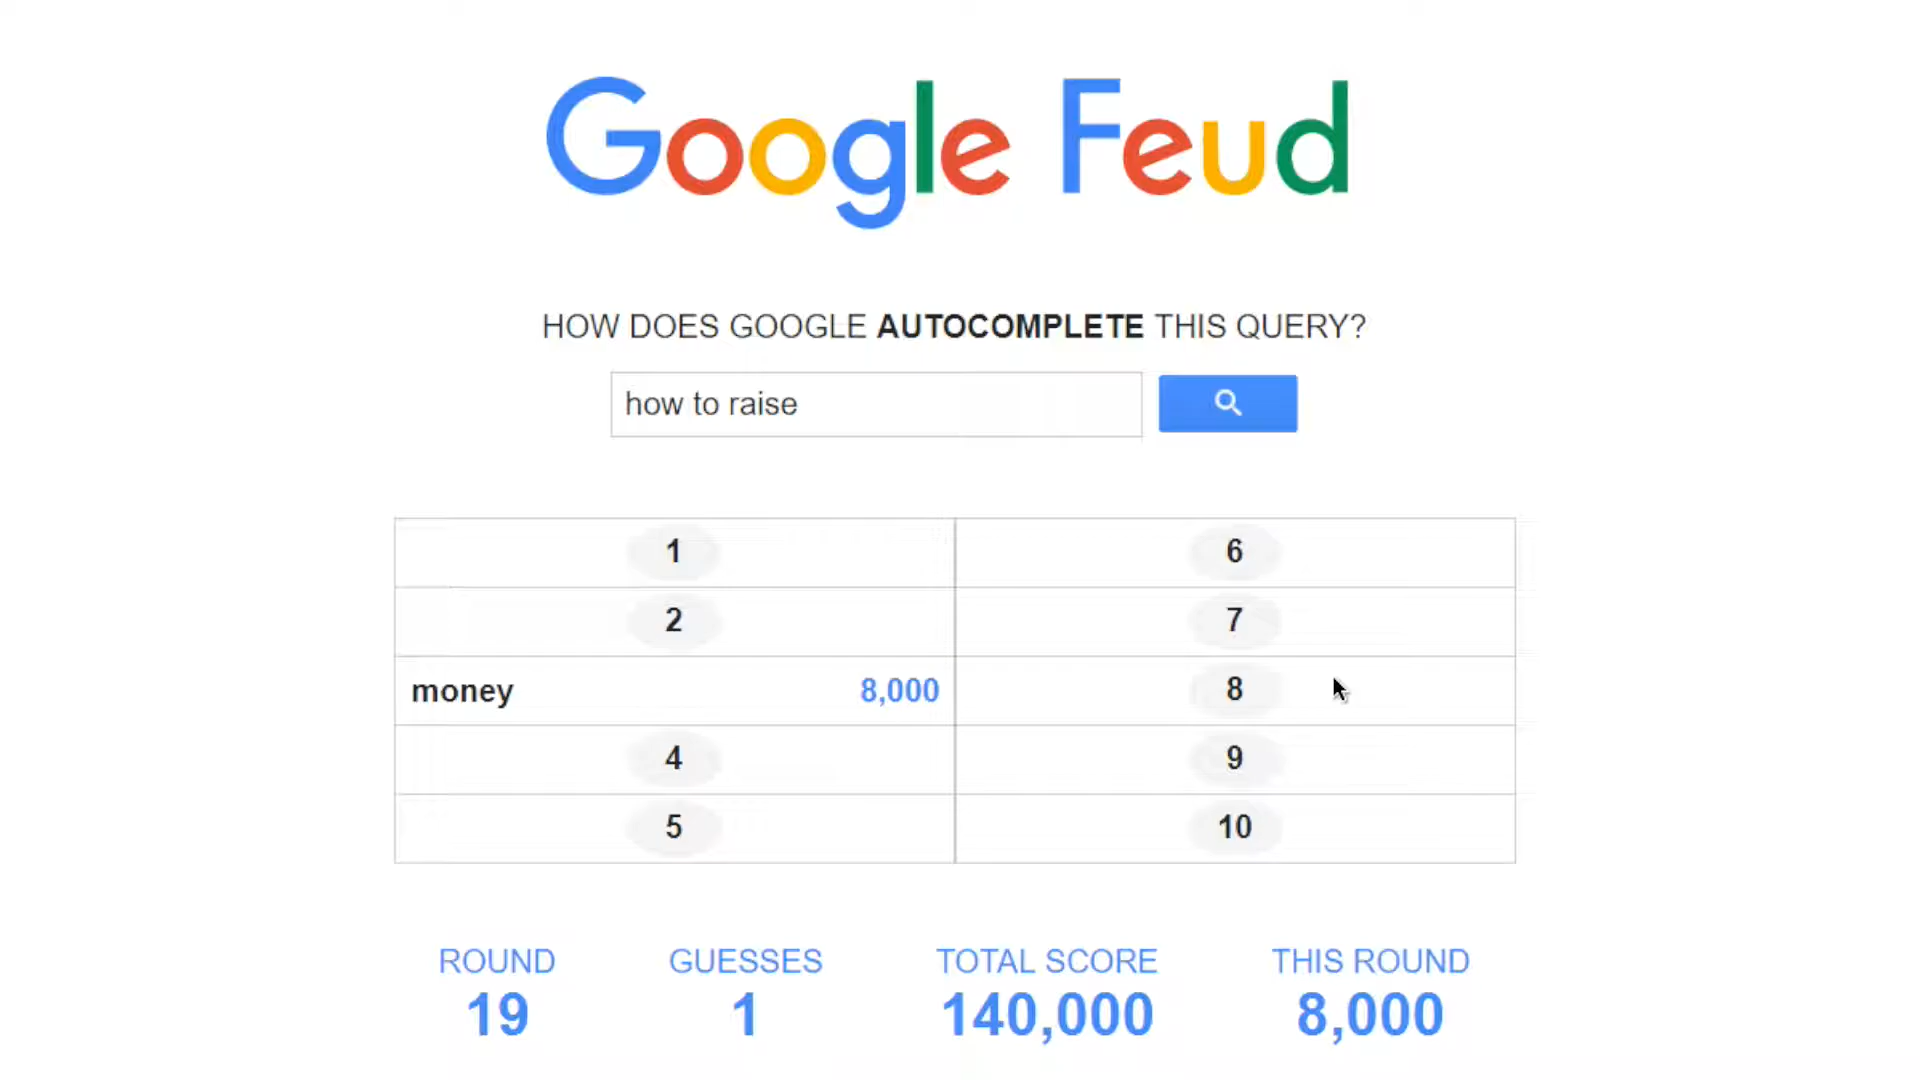 Google Feud
HOW DOES GOOGLE AUTOCOMPLETE THIS QUERY?
how to raise
1
6
2
7
money 8,000
8
4
9
5
10
ROUND GUESSES TOTAL SCORE THIS ROUND
19 1 140,000 8,000